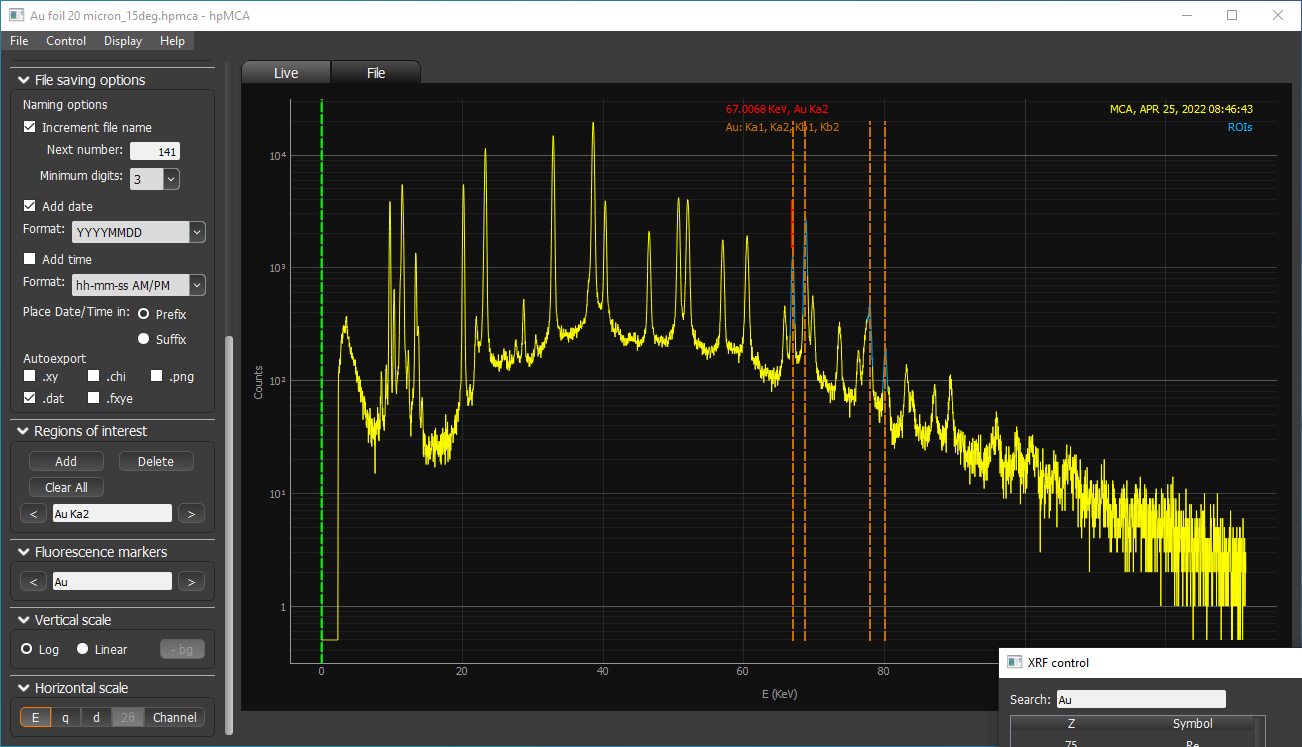 Au foil 20 micron_15deg.hpmca - hpMCA
File Control Display Help
File saving options
Naming options
Increment file name
Next number: 141
Minimum digits: 3
Add date
Format: YYYYMMDD
Add time
Format: hh-mm-ss AM/PM
Place Date/Time in: Prefix
Suffix
Autoexport
.xy .chi .png
.dat .fxye
Regions of interest
Add Delete
Clear All
< Au Ka2 >
Fluorescence markers
< Au >
Vertical scale
Log Linear - bg
Horizontal scale
E q d 2θ Channel
Live File
67.0068 KeV, Au Ka2
Au: Ka1, Ka2, Kb1, Kb2
MCA, APR 25, 2022 08:46:43
ROIs
10⁴
10³
10²
10¹
1
Counts
0 20 40 60 80
E (KeV)
XRF control
Search: Au
Z Symbol
75 Re